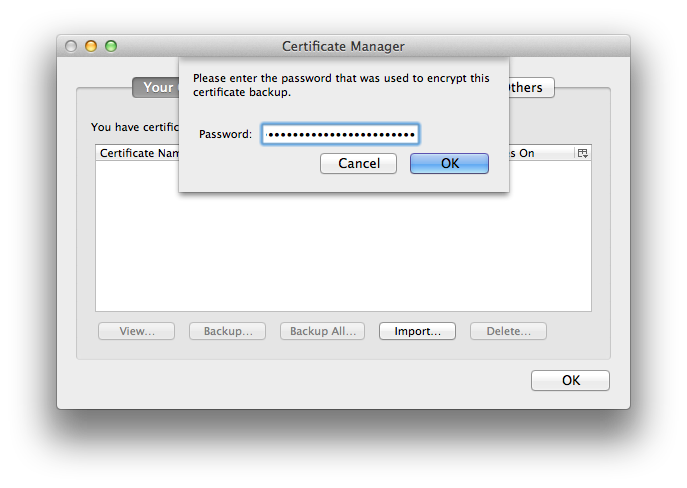 Certificate Manager
Please enter the password that was used to encrypt this
certificate backup.
Your
thers
You have certific
Password:
Cancel
OK
Certificate Nam
s On
View...
Backup...
Backup All...
Import...
Delete...
OK